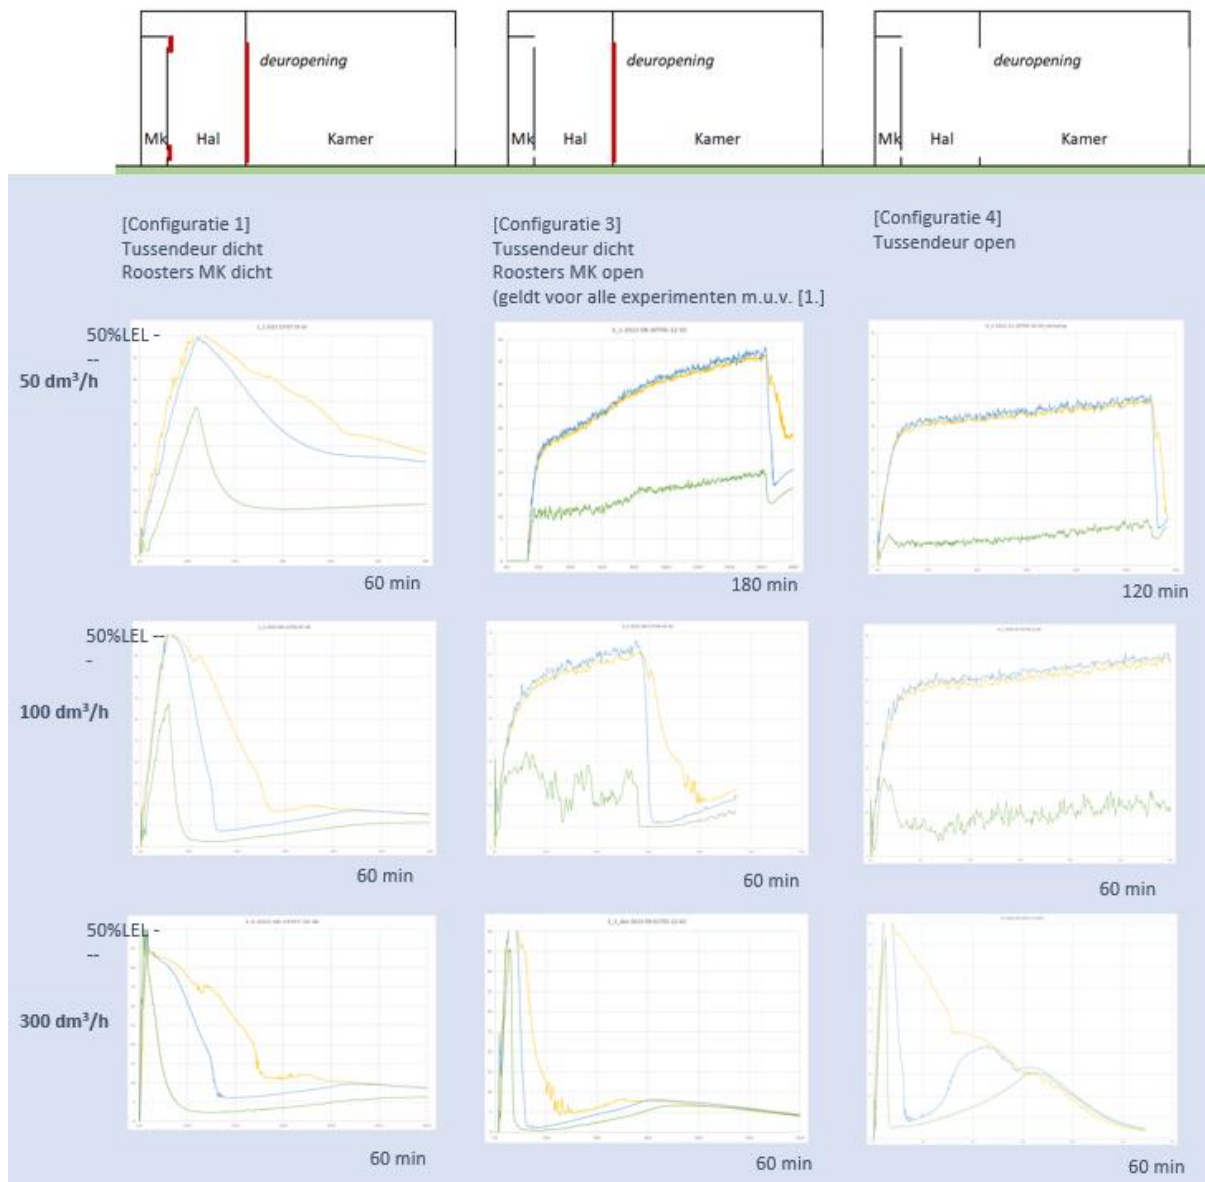 deuropening
deuropening
deuropening
Mk Hal Kamer
Mk Hal Kamer
Mk Hal Kamer
[Configuratie 1]
Tussendeur dicht
Roosters MK dicht
[Configuratie 3]
Tussendeur dicht
Roosters MK open
(geldt voor alle experimenten m.u.v. [1.]
[Configuratie 4]
Tussendeur open
50%LEL -
--
50 dm³/h
60 min
180 min
120 min
50%LEL --
-
100 dm³/h
60 min
60 min
60 min
50%LEL -
--
300 dm³/h
60 min
60 min
60 min